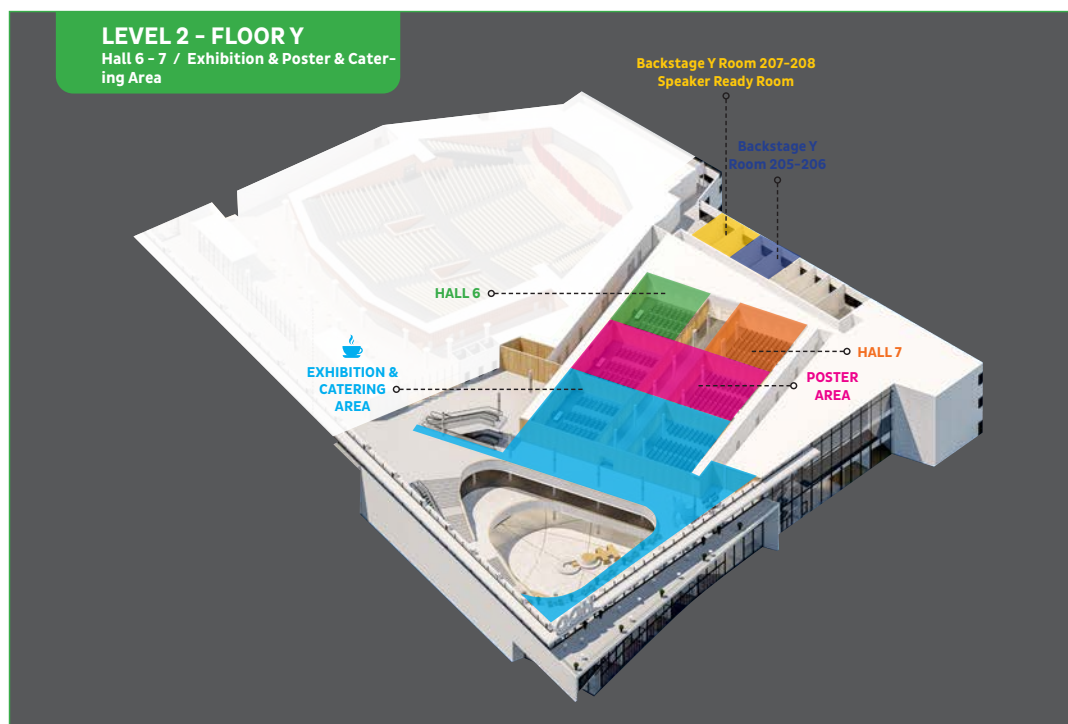 LEVEL 2 - FLOOR Y
Hall 6 - 7 / Exhibition & Poster & Cater-
ing Area
Backstage Y Room 207-208
Speaker Ready Room
Backstage Y
Room 205-206
HALL 6
HALL 7
EXHIBITION &
CATERING
AREA
POSTER
AREA